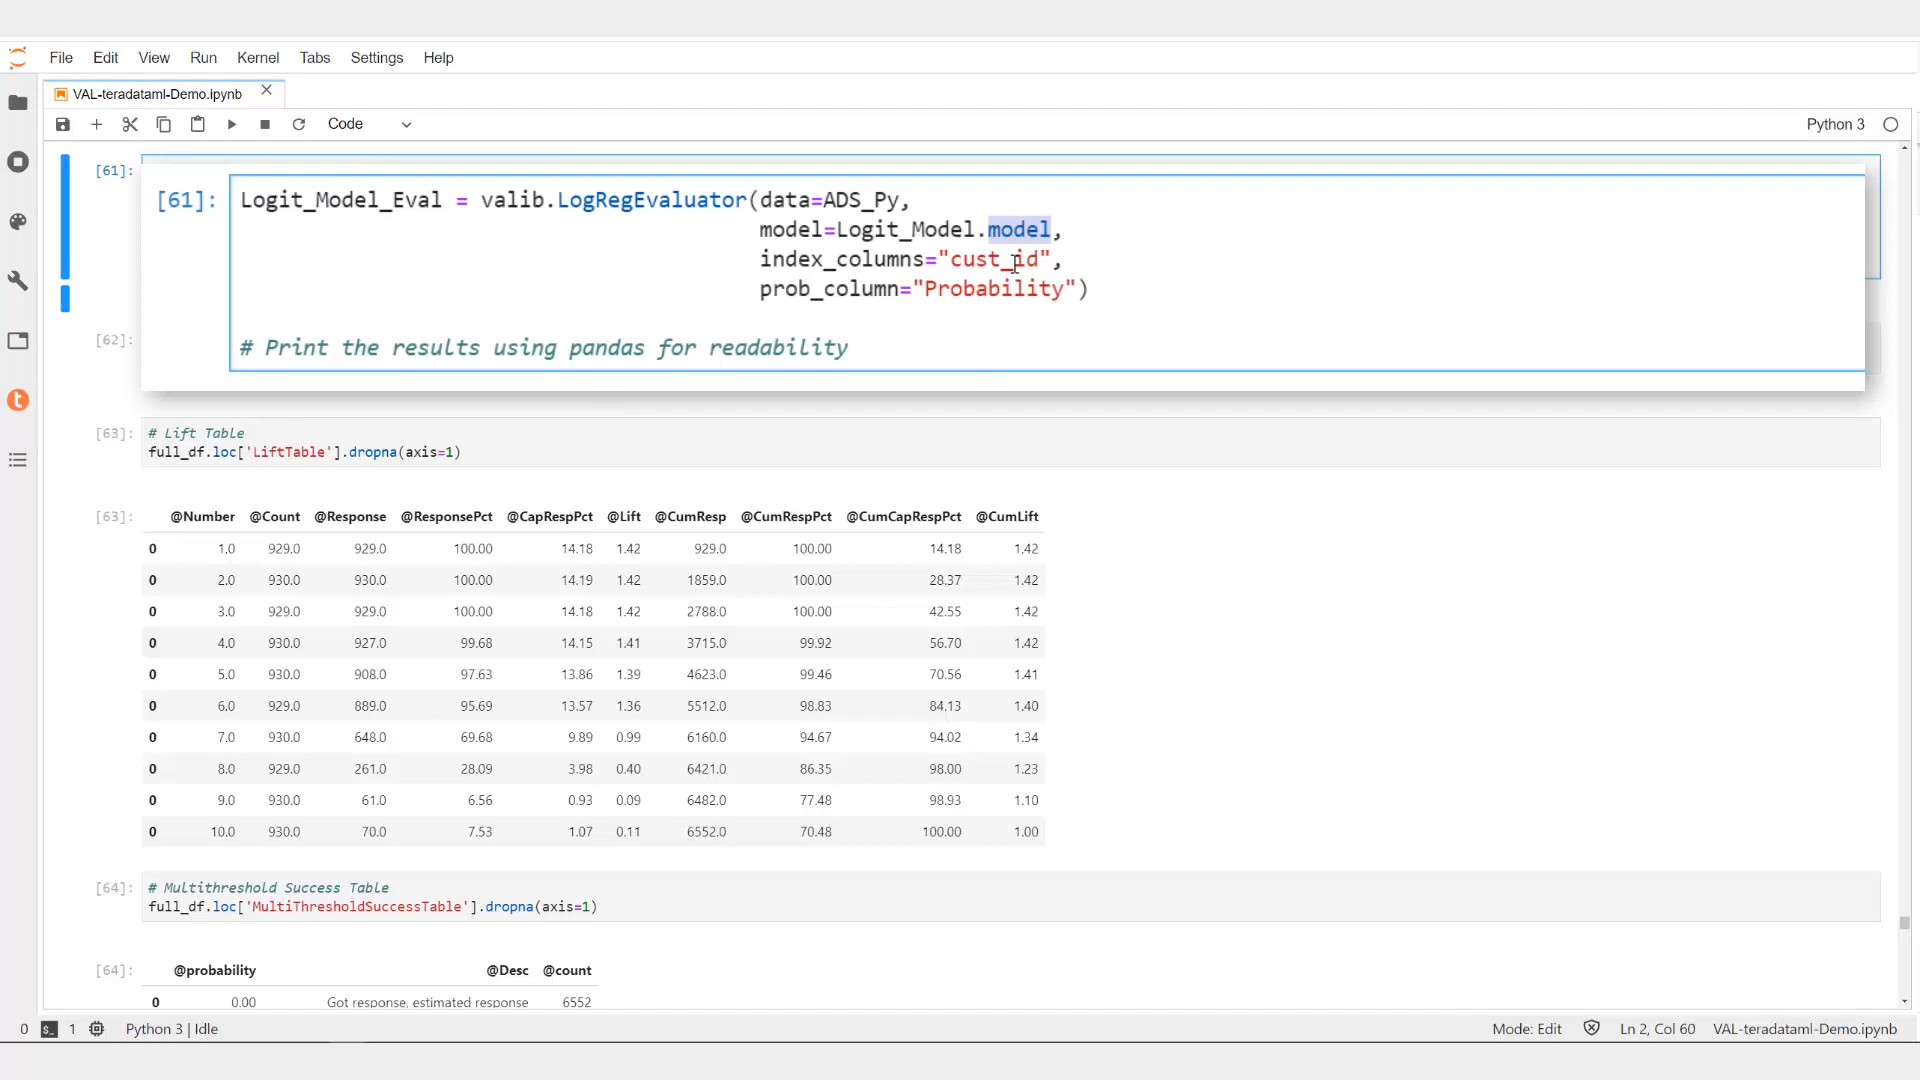 File Edit View Run Kernel Tabs Settings Help
VAL-teradataml-Demo.ipynb
Code
Python 3
[61]:
[61]: Logit_Model_Eval = valib.LogRegEvaluator(data=ADS_Py,
model=Logit_Model.model,
index_columns="cust_id",
prob_column="Probability")
# Print the results using pandas for readability
[62]:
[63]: # Lift Table
full_df.loc['LiftTable'].dropna(axis=1)
[63]: @Number @Count @Response @ResponsePct @CapRespPct @Lift @CumResp @CumRespPct @CumCapRespPct @CumLift
0 1.0 929.0 929.0 100.00 14.18 1.42 929.0 100.00 14.18 1.42
0 2.0 930.0 930.0 100.00 14.19 1.42 1859.0 100.00 28.37 1.42
0 3.0 929.0 929.0 100.00 14.18 1.42 2788.0 100.00 42.55 1.42
0 4.0 930.0 927.0 99.68 14.15 1.41 3715.0 99.92 56.70 1.42
0 5.0 930.0 908.0 97.63 13.86 1.39 4623.0 99.46 70.56 1.41
0 6.0 929.0 889.0 95.69 13.57 1.36 5512.0 98.83 84.13 1.40
0 7.0 930.0 648.0 69.68 9.89 0.99 6160.0 94.67 94.02 1.34
0 8.0 929.0 261.0 28.09 3.98 0.40 6421.0 86.35 98.00 1.23
0 9.0 930.0 61.0 6.56 0.93 0.09 6482.0 77.48 98.93 1.10
0 10.0 930.0 70.0 7.53 1.07 0.11 6552.0 70.48 100.00 1.00
[64]: # Multithreshold Success Table
full_df.loc['MultiThresholdSuccessTable'].dropna(axis=1)
[64]: @probability @Desc @count
0 0.00 Got response, estimated response 6552
0 $_ 1 Python 3 | Idle Mode: Edit Ln 2, Col 60 VAL-teradataml-Demo.ipynb